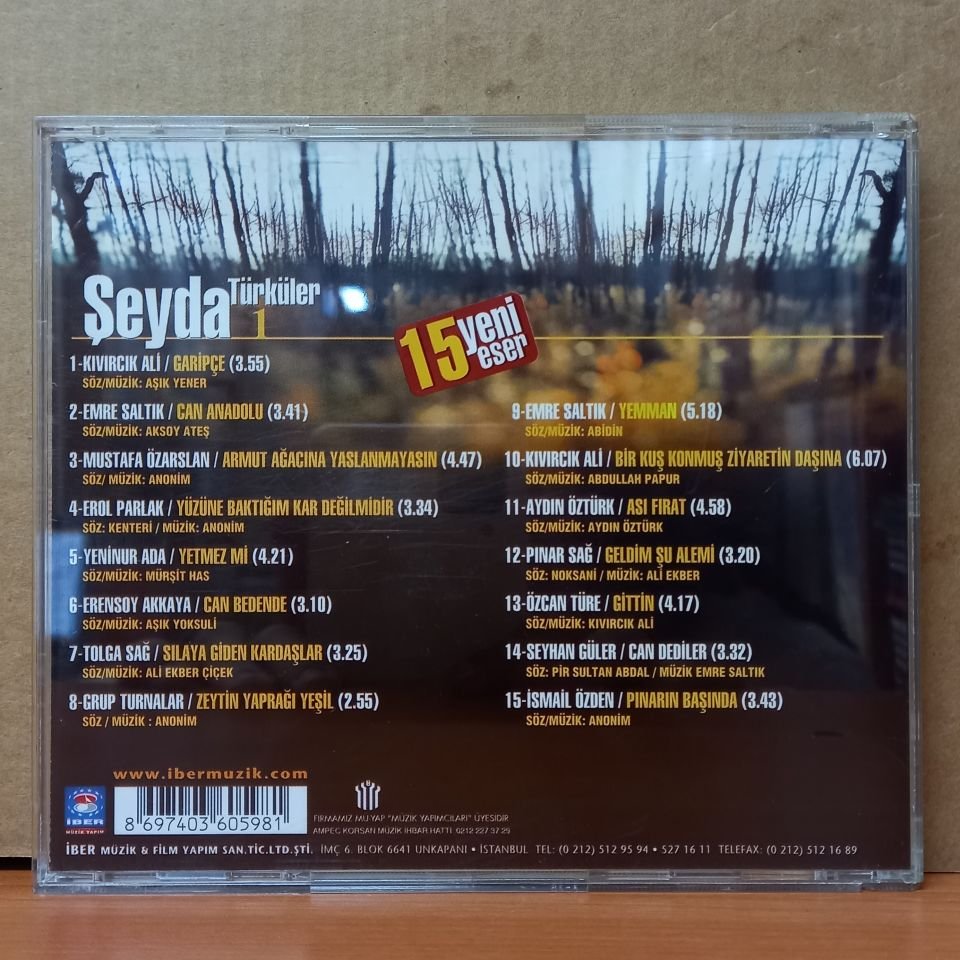 Şeyda Türküler 1
15 yeni eser
1-KIVIRCIK ALİ / GARİPÇE (3.55)
SÖZ/MÜZİK: AŞIK YENER
2-EMRE SALTIK / CAN ANADOLU (3.41)
SÖZ/MÜZİK: AKSOY ATEŞ
3-MUSTAFA ÖZARSLAN / ARMUT AĞACINA YASLANMAYASIN (4.47)
SÖZ/ MÜZİK: ANONİM
4-EROL PARLAK / YÜZÜNE BAKTIĞIM KAR DEĞİLMİDİR (3.34)
SÖZ: KENTERİ / MÜZİK: ANONİM
5-YENİNUR ADA / YETMEZ Mİ (4.21)
SÖZ/MÜZİK: MÜRŞİT HAS
6-ERENSOY AKKAYA / CAN BEDENDE (3.10)
SÖZ/MÜZİK: AŞIK YOKSULİ
7-TOLGA SAĞ / SILAYA GİDEN KARDAŞLAR (3.25)
SÖZ/MÜZİK: ALİ EKBER ÇİÇEK
8-GRUP TURNALAR / ZEYTİN YAPRAĞI YEŞİL (2.55)
SÖZ / MÜZİK : ANONİM
9-EMRE SALTIK / YEMMAN (5.18)
SÖZ/MÜZİK: ABİDİN
10-KIVIRCIK ALİ / BİR KUŞ KONMUŞ ZİYARETİN DAŞINA (6.07)
SÖZ/MÜZİK: ABDULLAH PAPUR
11-AYDIN ÖZTÜRK / ASI FIRAT (4.58)
SÖZ/MÜZİK: AYDIN ÖZTÜRK
12-PINAR SAĞ / GELDİM ŞU ALEMİ (3.20)
SÖZ: NOKSANİ / MÜZİK: ALİ EKBER
13-ÖZCAN TÜRE / GİTTİN (4.17)
SÖZ/MÜZİK: KIVIRCIK ALİ
14-SEYHAN GÜLER / CAN DEDİLER (3.32)
SÖZ: PİR SULTAN ABDAL / MÜZİK EMRE SALTIK
15-İSMAİL ÖZDEN / PINARIN BAŞINDA (3.43)
SÖZ/MÜZİK: ANONİM
www.ibermuzik.com
İBER
MÜZİK YAPIM
8 697403 605981
FİRMAMIZ MÜ YAP "MÜZİK YAPIMCILARI" ÜYESİDİR
AMPEC KORSAN MÜZİK İHBAR HATTI 0212 227 37 29
İBER MÜZİK & FİLM YAPIM SAN.TİC.LTD.ŞTİ. İMÇ 6. BLOK 6641 UNKAPANI • İSTANBUL TEL: (0 212) 512 95 94 • 527 16 11 TELEFAX: (0 212) 512 16 89